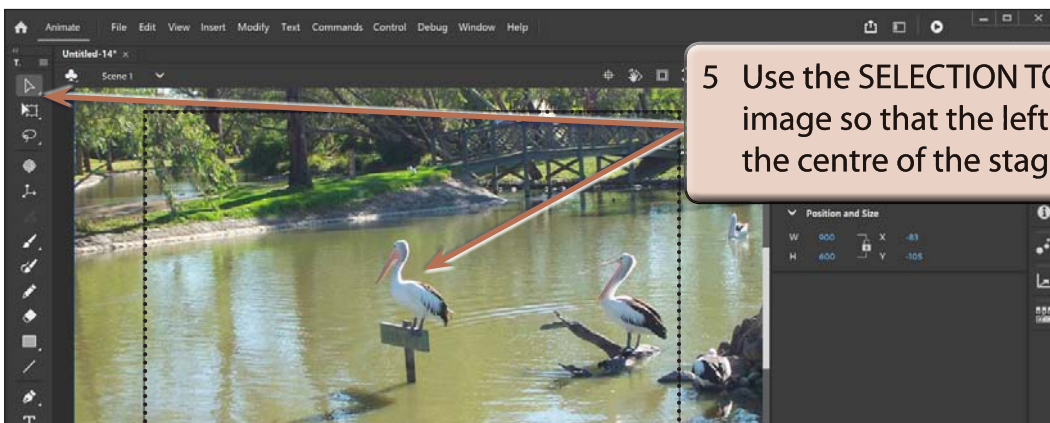 Animate File Edit View Insert Modify Text Commands Control Debug Window Help
Untitled-14* ×
T.
Scene 1
5 Use the SELECTION TO
image so that the left
the centre of the stag
Position and Size
W 900 X -83
H 600 Y -105
T